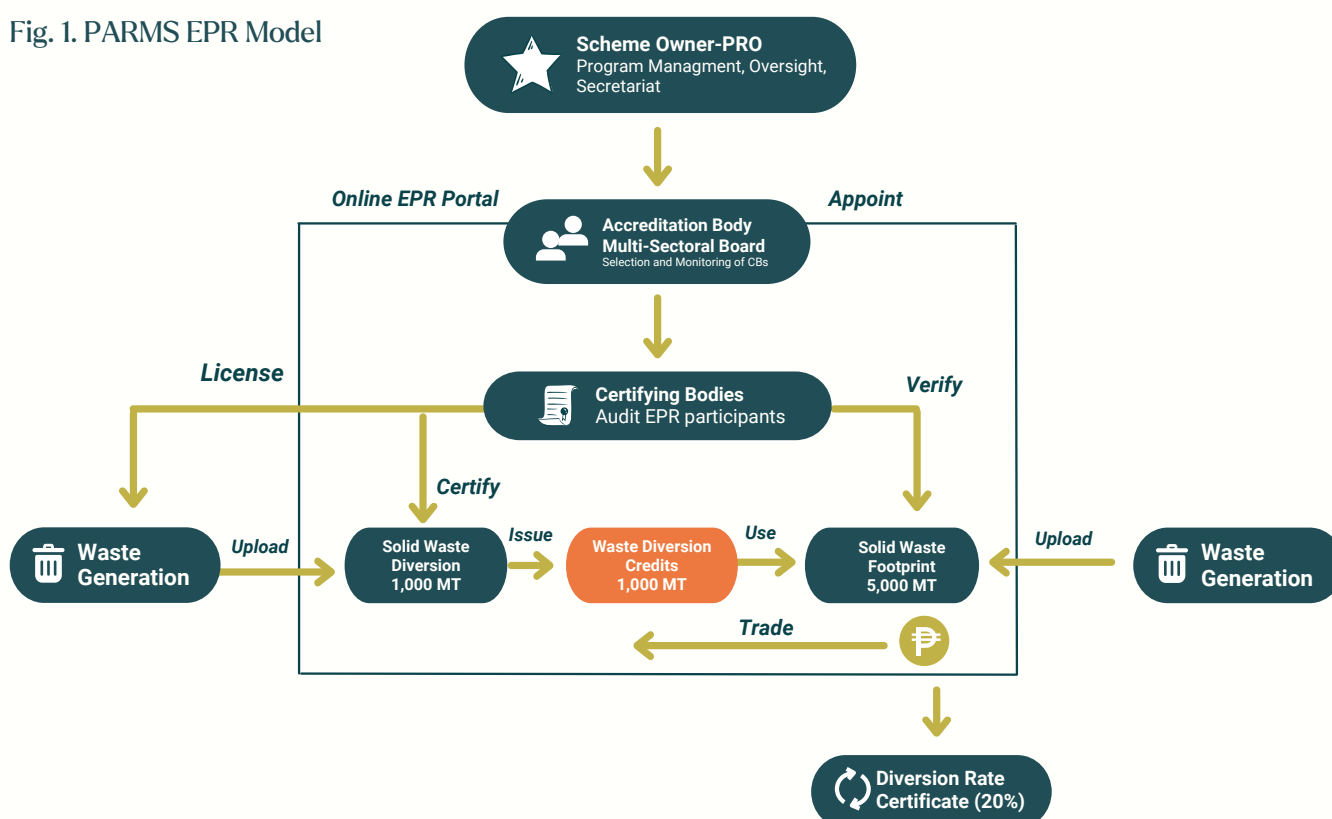 Fig. 1. PARMS EPR Model
Scheme Owner-PRO
Program Managment, Oversight,
Secretariat
Online EPR Portal
Appoint
Accreditation Body
Multi-Sectoral Board
Selection and Monitoring of CBs
License
Certifying Bodies
Audit EPR participants
Verify
Certify
Waste
Generation
Upload
Solid Waste
Diversion
1,000 MT
Issue
Waste Diversion
Credits
1,000 MT
Use
Solid Waste
Footprint
5,000 MT
Upload
Waste
Generation
Trade
₱
Diversion Rate
Certificate (20%)